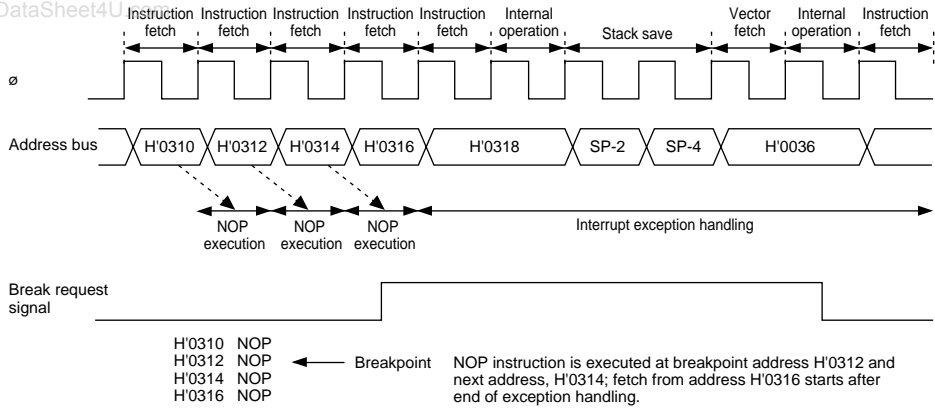 DataSheet4U.com
Instruction fetch Instruction fetch Instruction fetch Instruction fetch Instruction fetch Internal operation Stack save Vector fetch Internal operation Instruction fetch
ø
Address bus H'0310 H'0312 H'0314 H'0316 H'0318 SP-2 SP-4 H'0036
NOP execution NOP execution NOP execution Interrupt exception handling
Break request
signal
H'0310 NOP
H'0312 NOP Breakpoint NOP instruction is executed at breakpoint address H'0312 and
H'0314 NOP next address, H'0314; fetch from address H'0316 starts after
H'0316 NOP end of exception handling.